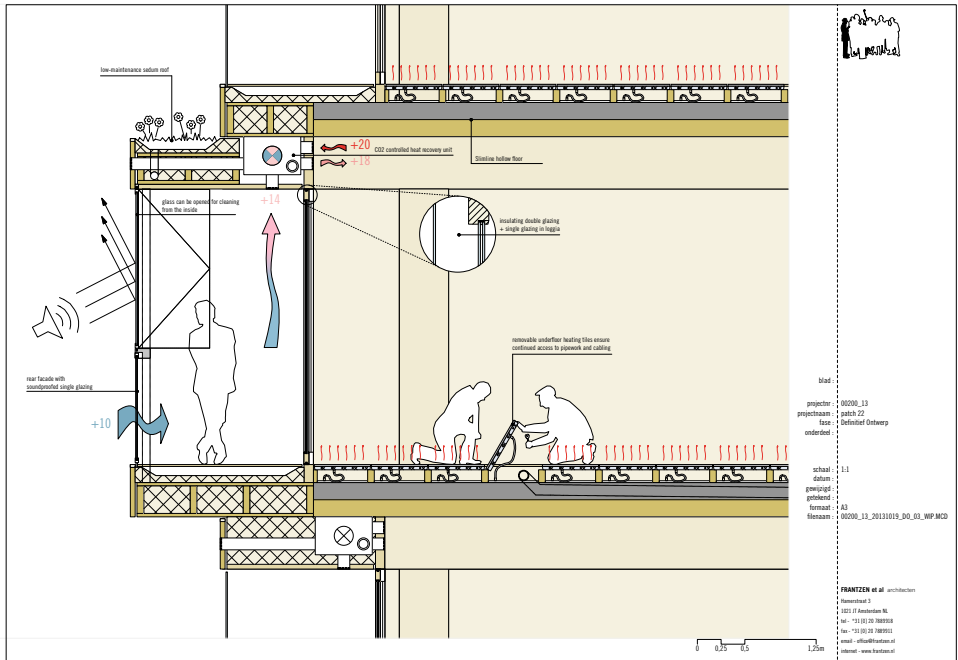 low-maintenance sedum roof
+20
CO2 controlled heat recovery unit
+18
Slimline hollow floor
glass can be opened for cleaning
from the inside
+14
insulating double glazing
+ single glazing in loggia
removable underfloor heating tiles ensure
continued access to pipework and cabling
rear facade with
soundproofed single glazing
+10
blad :
projectnr : 00200_13
projectnaam : patch 22
fase : Definitief Ontwerp
onderdeel :
schaal : 1:1
datum :
gewijzigd :
getekend :
formaat : A3
filenaam : 00200_13_20131019_DO_03_WIP.MCD
FRANTZEN et al architecten
Hamerstraat 3
1021 JT Amsterdam NL
tel - *31 (0) 20 7889918
fax - *31 (0) 20 7889911
email - office@frantzen.nl
internet - www.frantzen.nl
0 0,25 0,5 1,25m